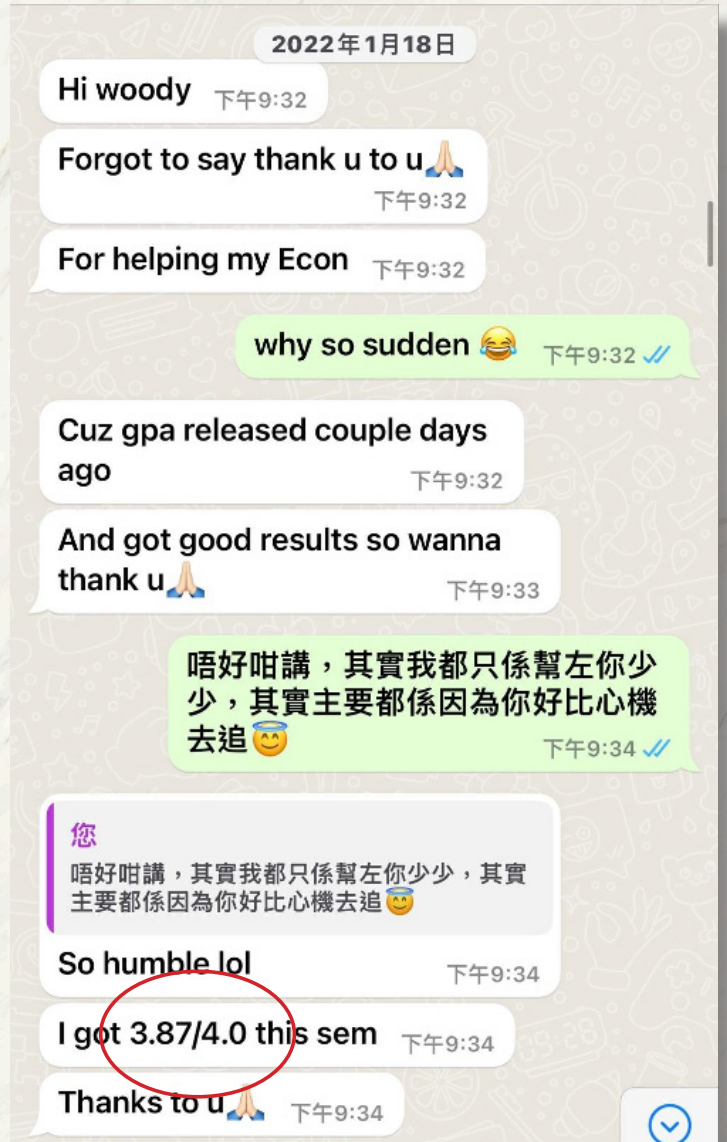 2022年1月18日
Hi woody 下午9:32
Forgot to say thank u to u🙏🏻
下午9:32
For helping my Econ 下午9:32
why so sudden 😂 下午9:32
Cuz gpa released couple days
ago 下午9:32
And got good results so wanna
thank u🙏🏻 下午9:33
唔好咁講，其實我都只係幫左你少
少，其實主要都係因為你好比心機
去追😇 下午9:34
您
唔好咁講，其實我都只係幫左你少少，其實
主要都係因為你好比心機去追😇
So humble lol 下午9:34
I got 3.87/4.0 this sem 下午9:34
Thanks to u🙏🏻 下午9:34